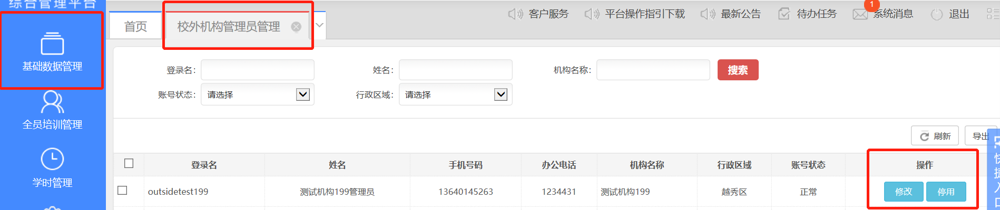 综合管理平台
基础数据管理
全员培训管理
学时管理
首页 校外机构管理员管理
客户服务 平台操作指引下载 最新公告 待办任务 1 系统消息 退出
登录名: 姓名: 机构名称: 搜索
账号状态: 请选择 行政区域: 请选择
刷新 导出
登录名 姓名 手机号码 办公电话 机构名称 行政区域 账号状态 操作
outsidetest199 测试机构199管理员 13640145263 1234431 测试机构199 越秀区 正常 修改 停用
快捷入口